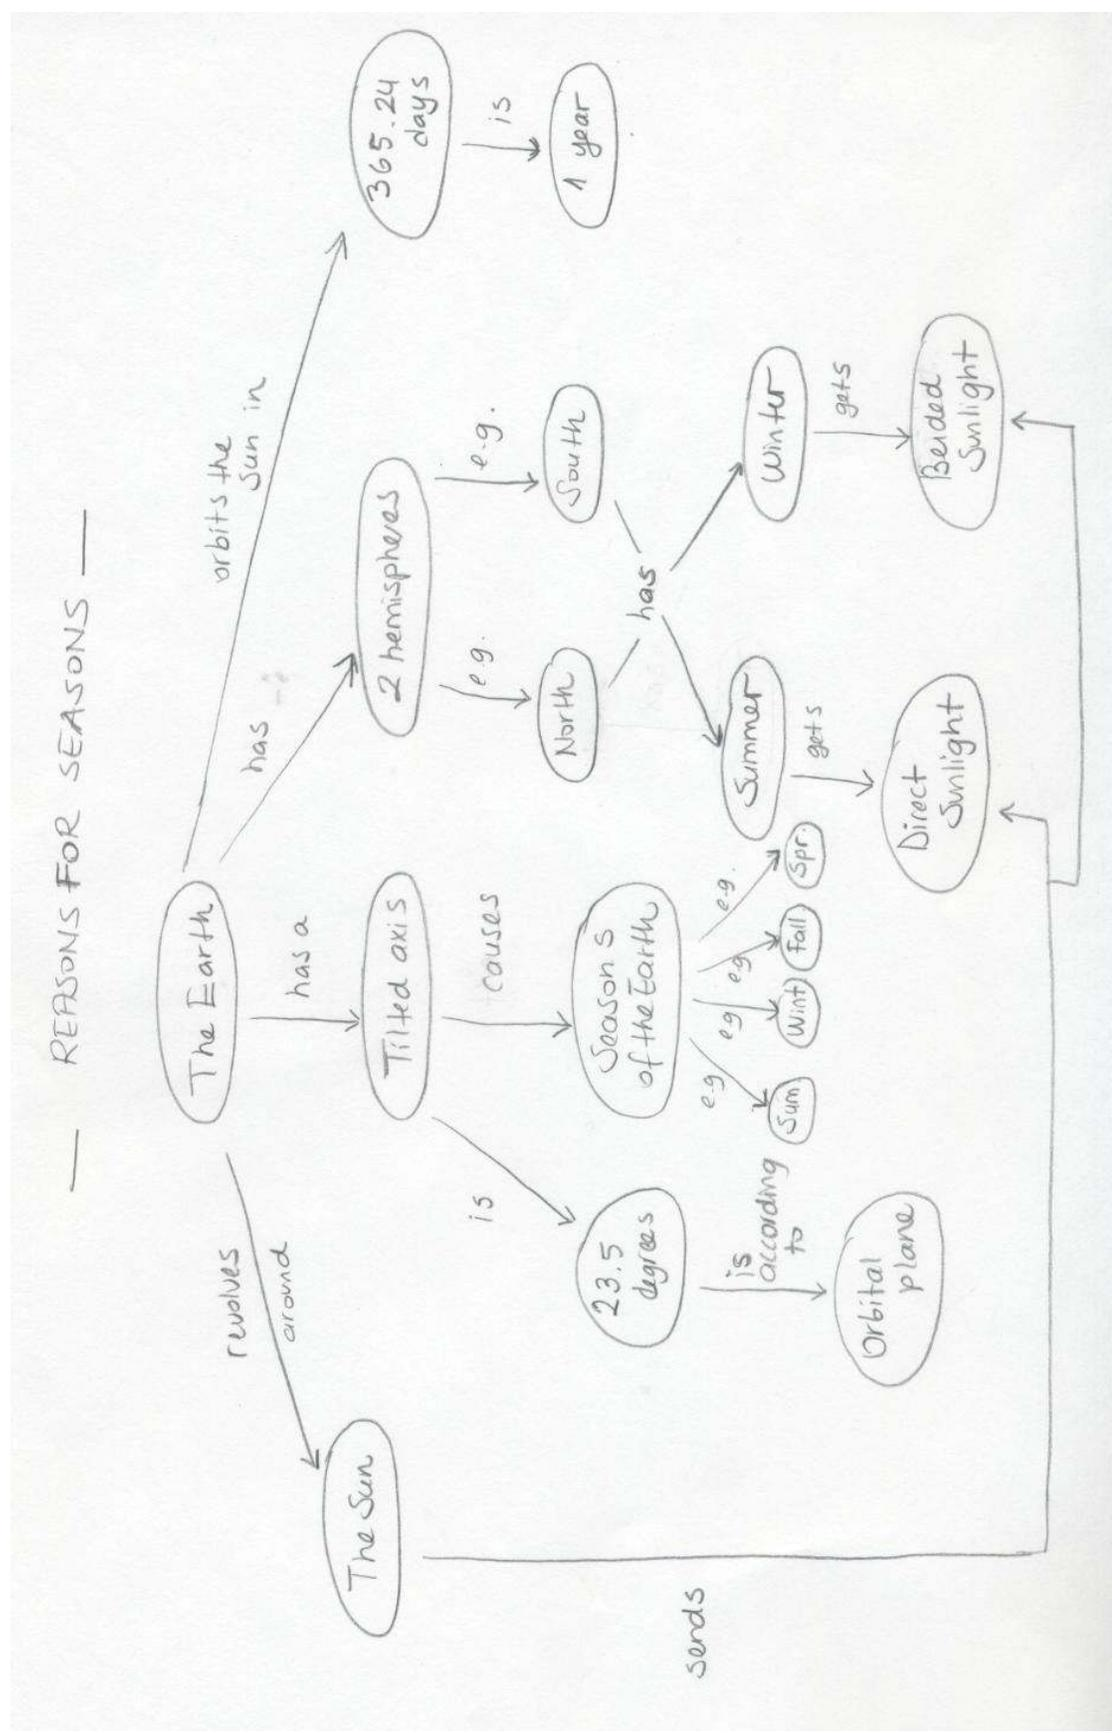 — REASONS FOR SEASONS —
The Earth
revolves
around
has a
has
orbits the
sun in
The Sun
Tilted axis
2 hemispheres
365.24
days
is
causes
e.g.
e.g.
is
23.5
degrees
Seasons
of the Earth
North
South
1 year
has
sends
is
according
to
e.g
e.g
e.g
e.g.
Sum
Wint
Fall
Spr.
Summer
Winter
gets
gets
Orbital
plane
Direct
Sunlight
Sunlight